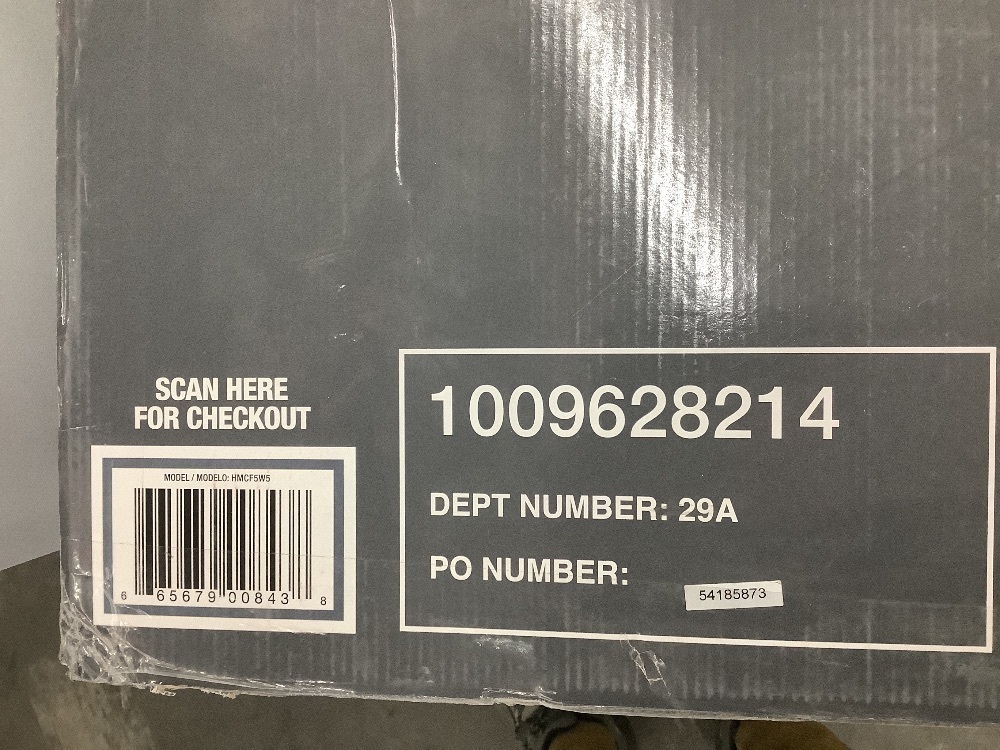 SCAN HERE
FOR CHECKOUT
MODEL / MODELO: HMCF5W5
6 65679 00843 8
1009628214
DEPT NUMBER: 29A
PO NUMBER: 54185873